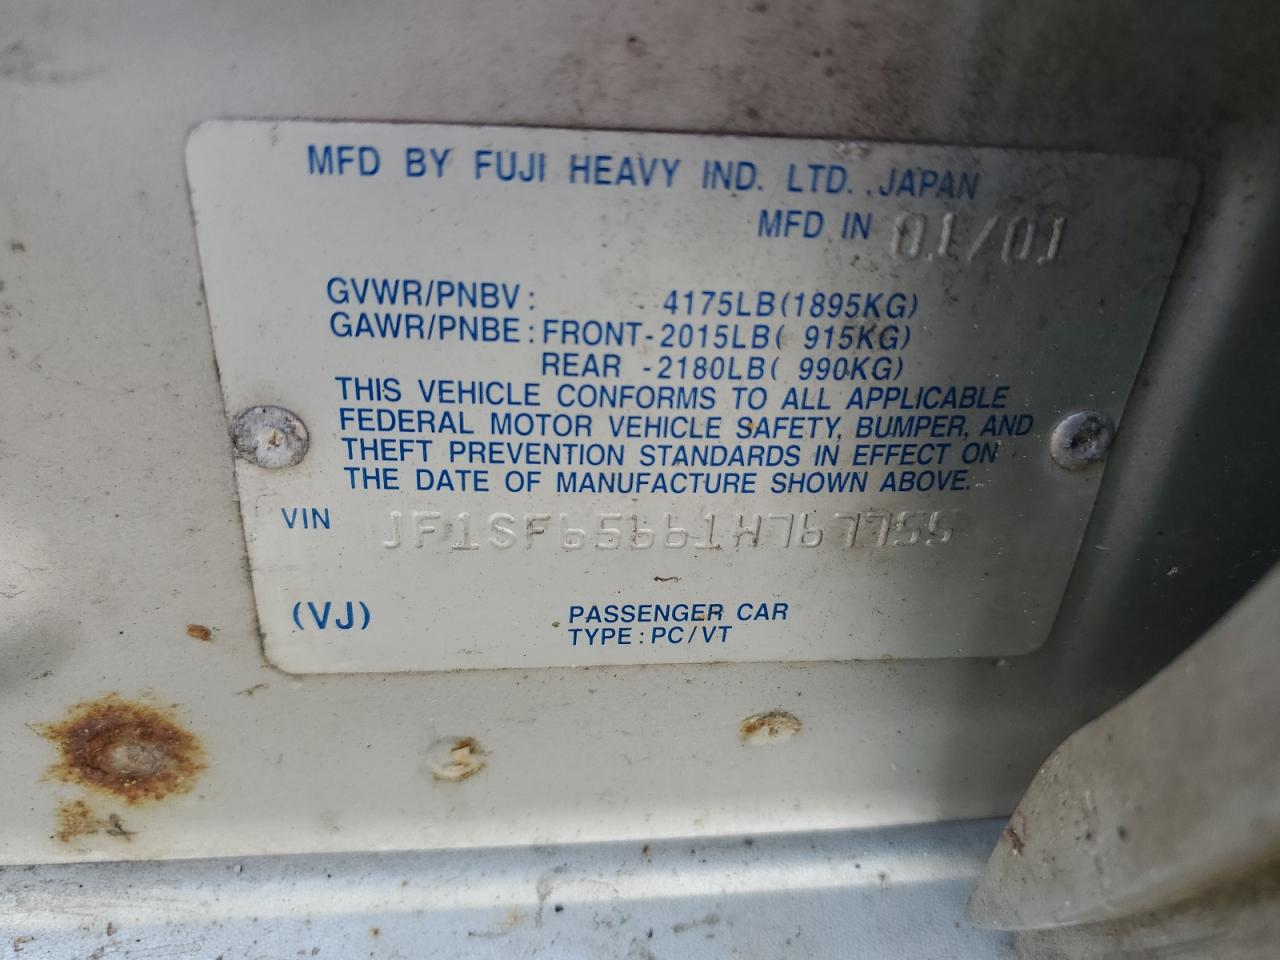 MFD BY FUJI HEAVY IND. LTD. .JAPAN
MFD IN 01/01
GVWR/PNBV: 4175LB(1895KG)
GAWR/PNBE: FRONT-2015LB( 915KG)
REAR -2180LB( 990KG)
THIS VEHICLE CONFORMS TO ALL APPLICABLE
FEDERAL MOTOR VEHICLE SAFETY, BUMPER, AND
THEFT PREVENTION STANDARDS IN EFFECT ON
THE DATE OF MANUFACTURE SHOWN ABOVE.
VIN JF1SF65661H767755
(VJ) PASSENGER CAR
TYPE: PC/VT